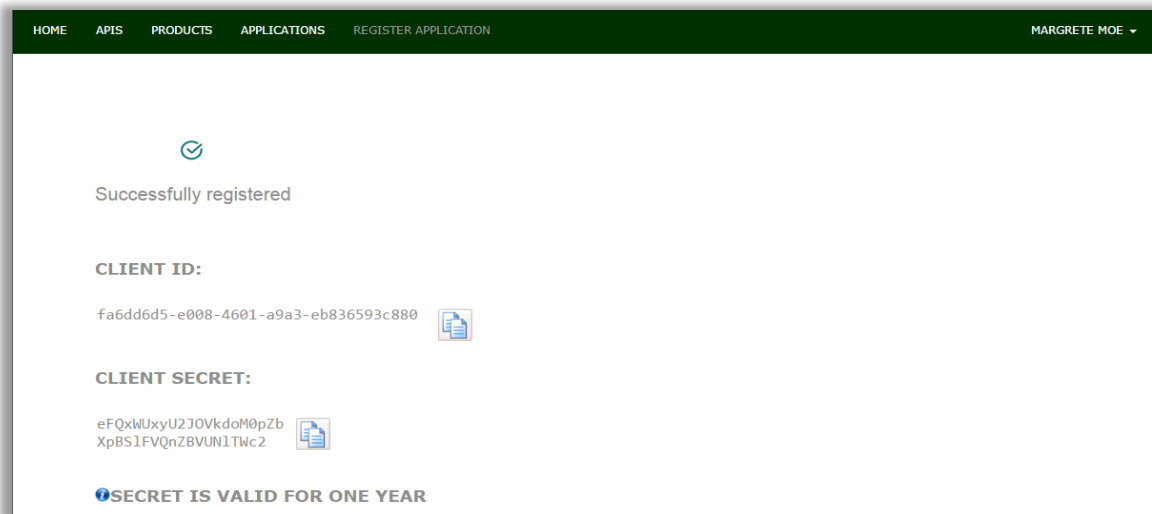 HOME APIS PRODUCTS APPLICATIONS REGISTER APPLICATION MARGRETE MOE
Successfully registered
CLIENT ID:
fa6dd6d5-e008-4601-a9a3-eb836593c880
CLIENT SECRET:
eFQxWUxyU2JOVkdoM0pZb
XpBSlFVQnZBVUNlTWc2
SECRET IS VALID FOR ONE YEAR